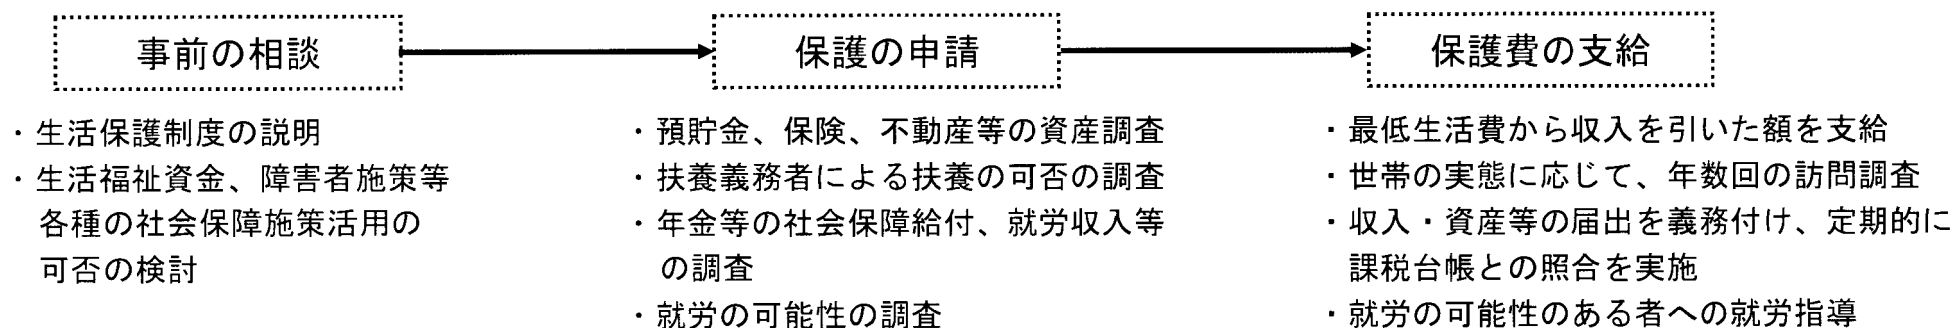 事前の相談
保護の申請
保護費の支給
・生活保護制度の説明
・生活福祉資金、障害者施策等
各種の社会保障施策活用の
可否の検討
・預貯金、保険、不動産等の資産調査
・扶養義務者による扶養の可否の調査
・年金等の社会保障給付、就労収入等
の調査
・就労の可能性の調査
・最低生活費から収入を引いた額を支給
・世帯の実態に応じて、年数回の訪問調査
・収入・資産等の届出を義務付け、定期的に
課税台帳との照合を実施
・就労の可能性のある者への就労指導